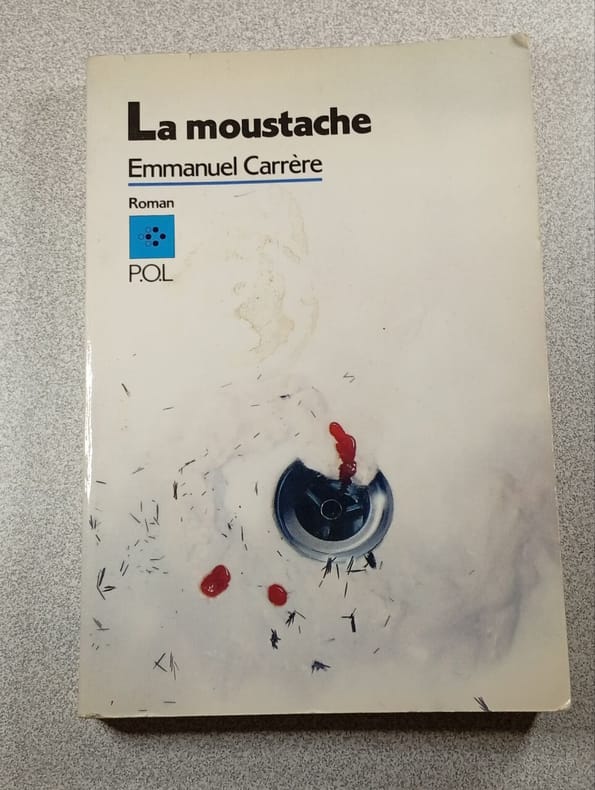 La moustache
Emmanuel Carrère
Roman
P.O.L